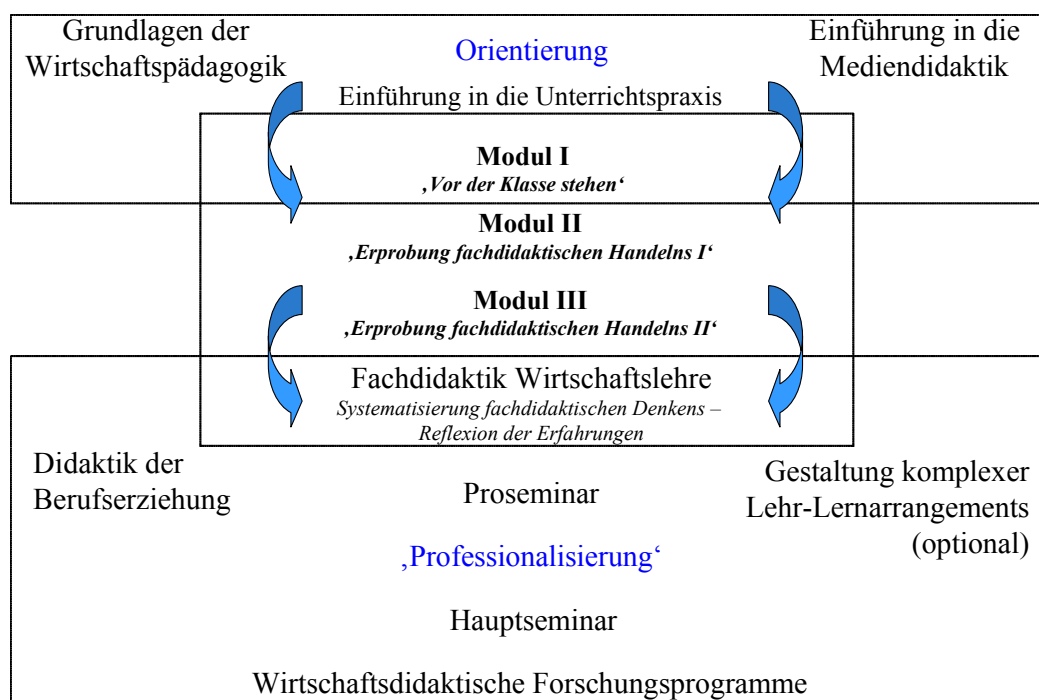 Grundlagen der
Wirtschaftspädagogik
Orientierung
Einführung in die
Mediendidaktik
Einführung in die Unterrichtspraxis
Modul I
‚Vor der Klasse stehen‘
Modul II
‚Erprobung fachdidaktischen Handelns I‘
Modul III
‚Erprobung fachdidaktischen Handelns II‘
Fachdidaktik Wirtschaftslehre
Systematisierung fachdidaktischen Denkens –
Reflexion der Erfahrungen
Didaktik der
Berufserziehung
Proseminar
Gestaltung komplexer
Lehr-Lernarrangements
(optional)
‚Professionalisierung‘
Hauptseminar
Wirtschaftsdidaktische Forschungsprogramme